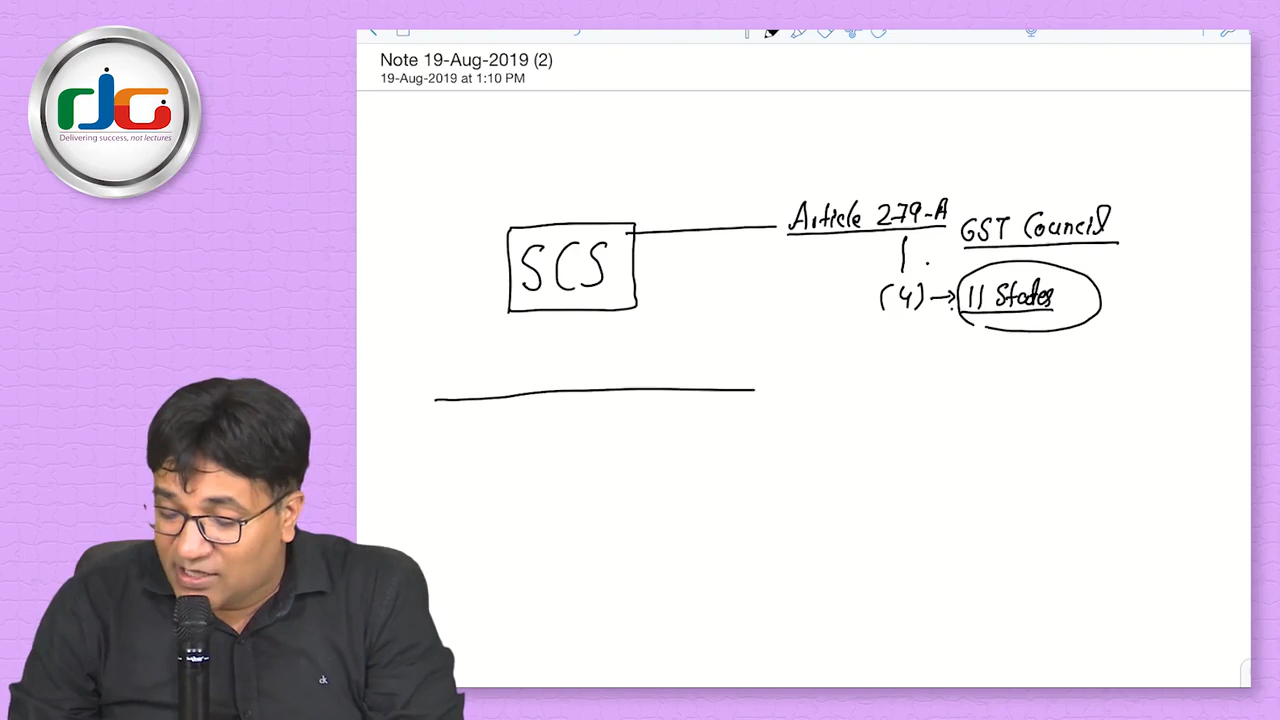 Delivering success, not lectures
Note 19-Aug-2019 (2)
19-Aug-2019 at 1:10 PM
SCS
Article 279-A GST Council
(4) → 11 States
dk